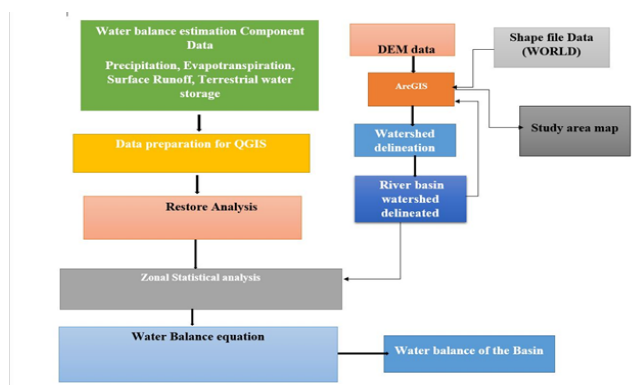 Water balance estimation Component
Data
Precipitation, Evapotranspiration,
Surface Runoff, Terrestrial water
storage
Data preparation for QGIS
Restore Analysis
Zonal Statistical analysis
Water Balance equation
Water balance of the Basin
DEM data
ArcGIS
Watershed
delineation
River basin
watershed
delineated
Shape file Data
(WORLD)
Study area map